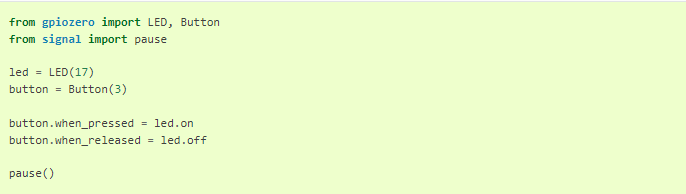 from gpiozero import LED, Button
from signal import pause
led = LED(17)
button = Button(3)
button.when_pressed = led.on
button.when_released = led.off
pause()